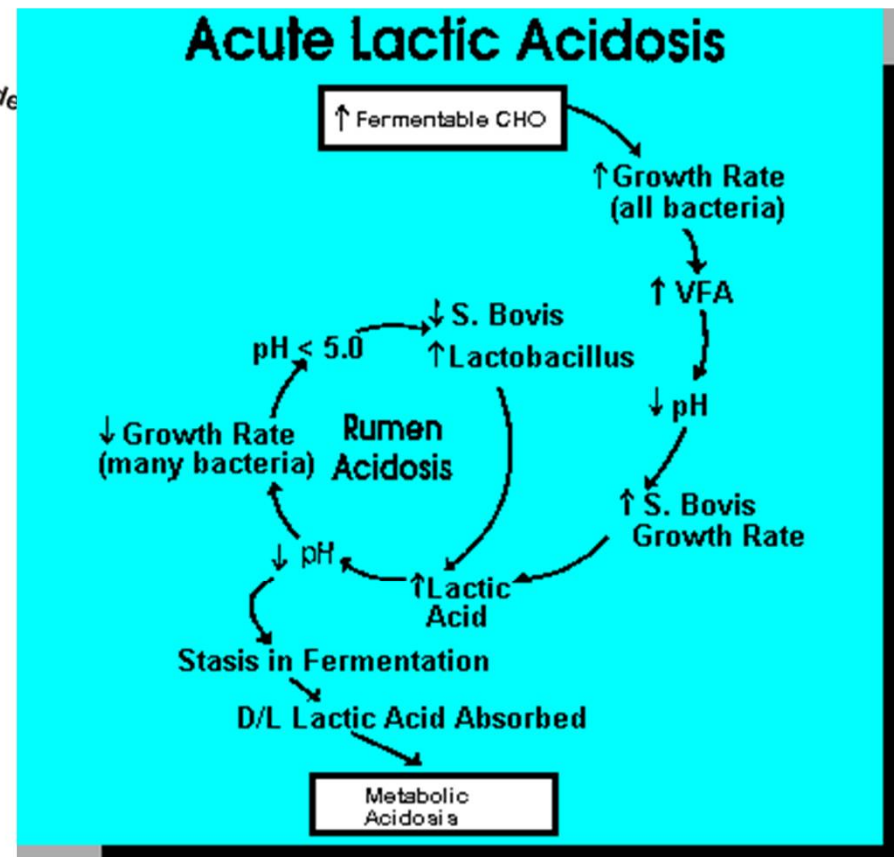 Acute Lactic Acidosis
↑ Fermentable CHO
↑ Growth Rate
(all bacteria)
↑ VFA
↓ pH
↑ S. Bovis
Growth Rate
↑ Lactic
Acid
↓ pH
↓ Growth Rate
(many bacteria)
pH < 5.0
↓ S. Bovis
↑ Lactobacillus
Rumen
Acidosis
Stasis in Fermentation
D/L Lactic Acid Absorbed
Metabolic
Acidosis